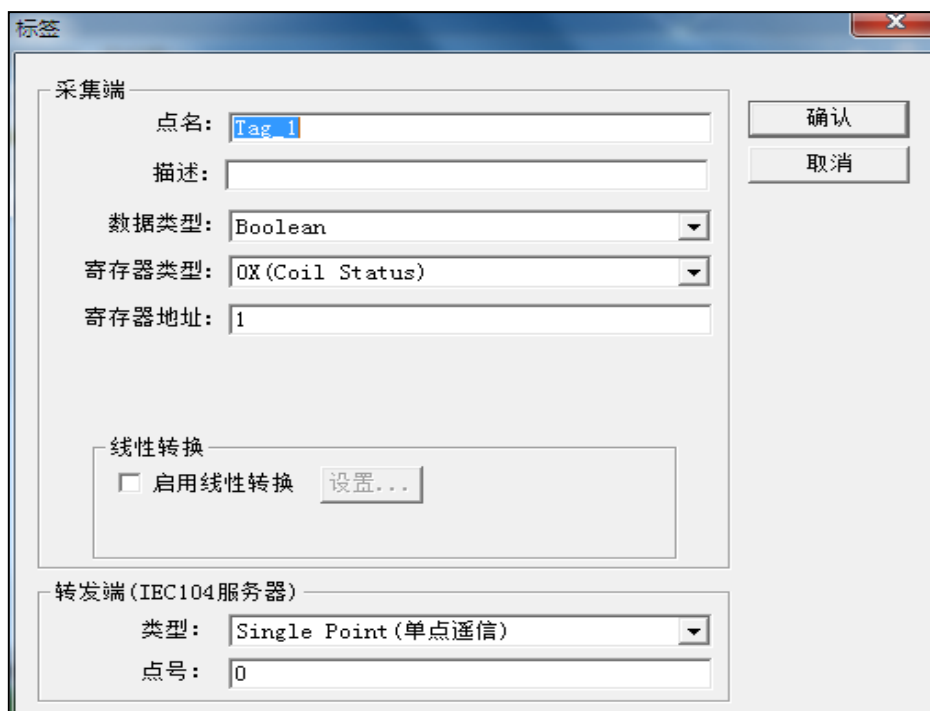 标签
采集端
点名: Tag_1
确认
描述:
取消
数据类型: Boolean
寄存器类型: 0X(Coil Status)
寄存器地址: 1
线性转换
启用线性转换 设置...
转发端(IEC104服务器)
类型: Single Point(单点遥信)
点号: 0